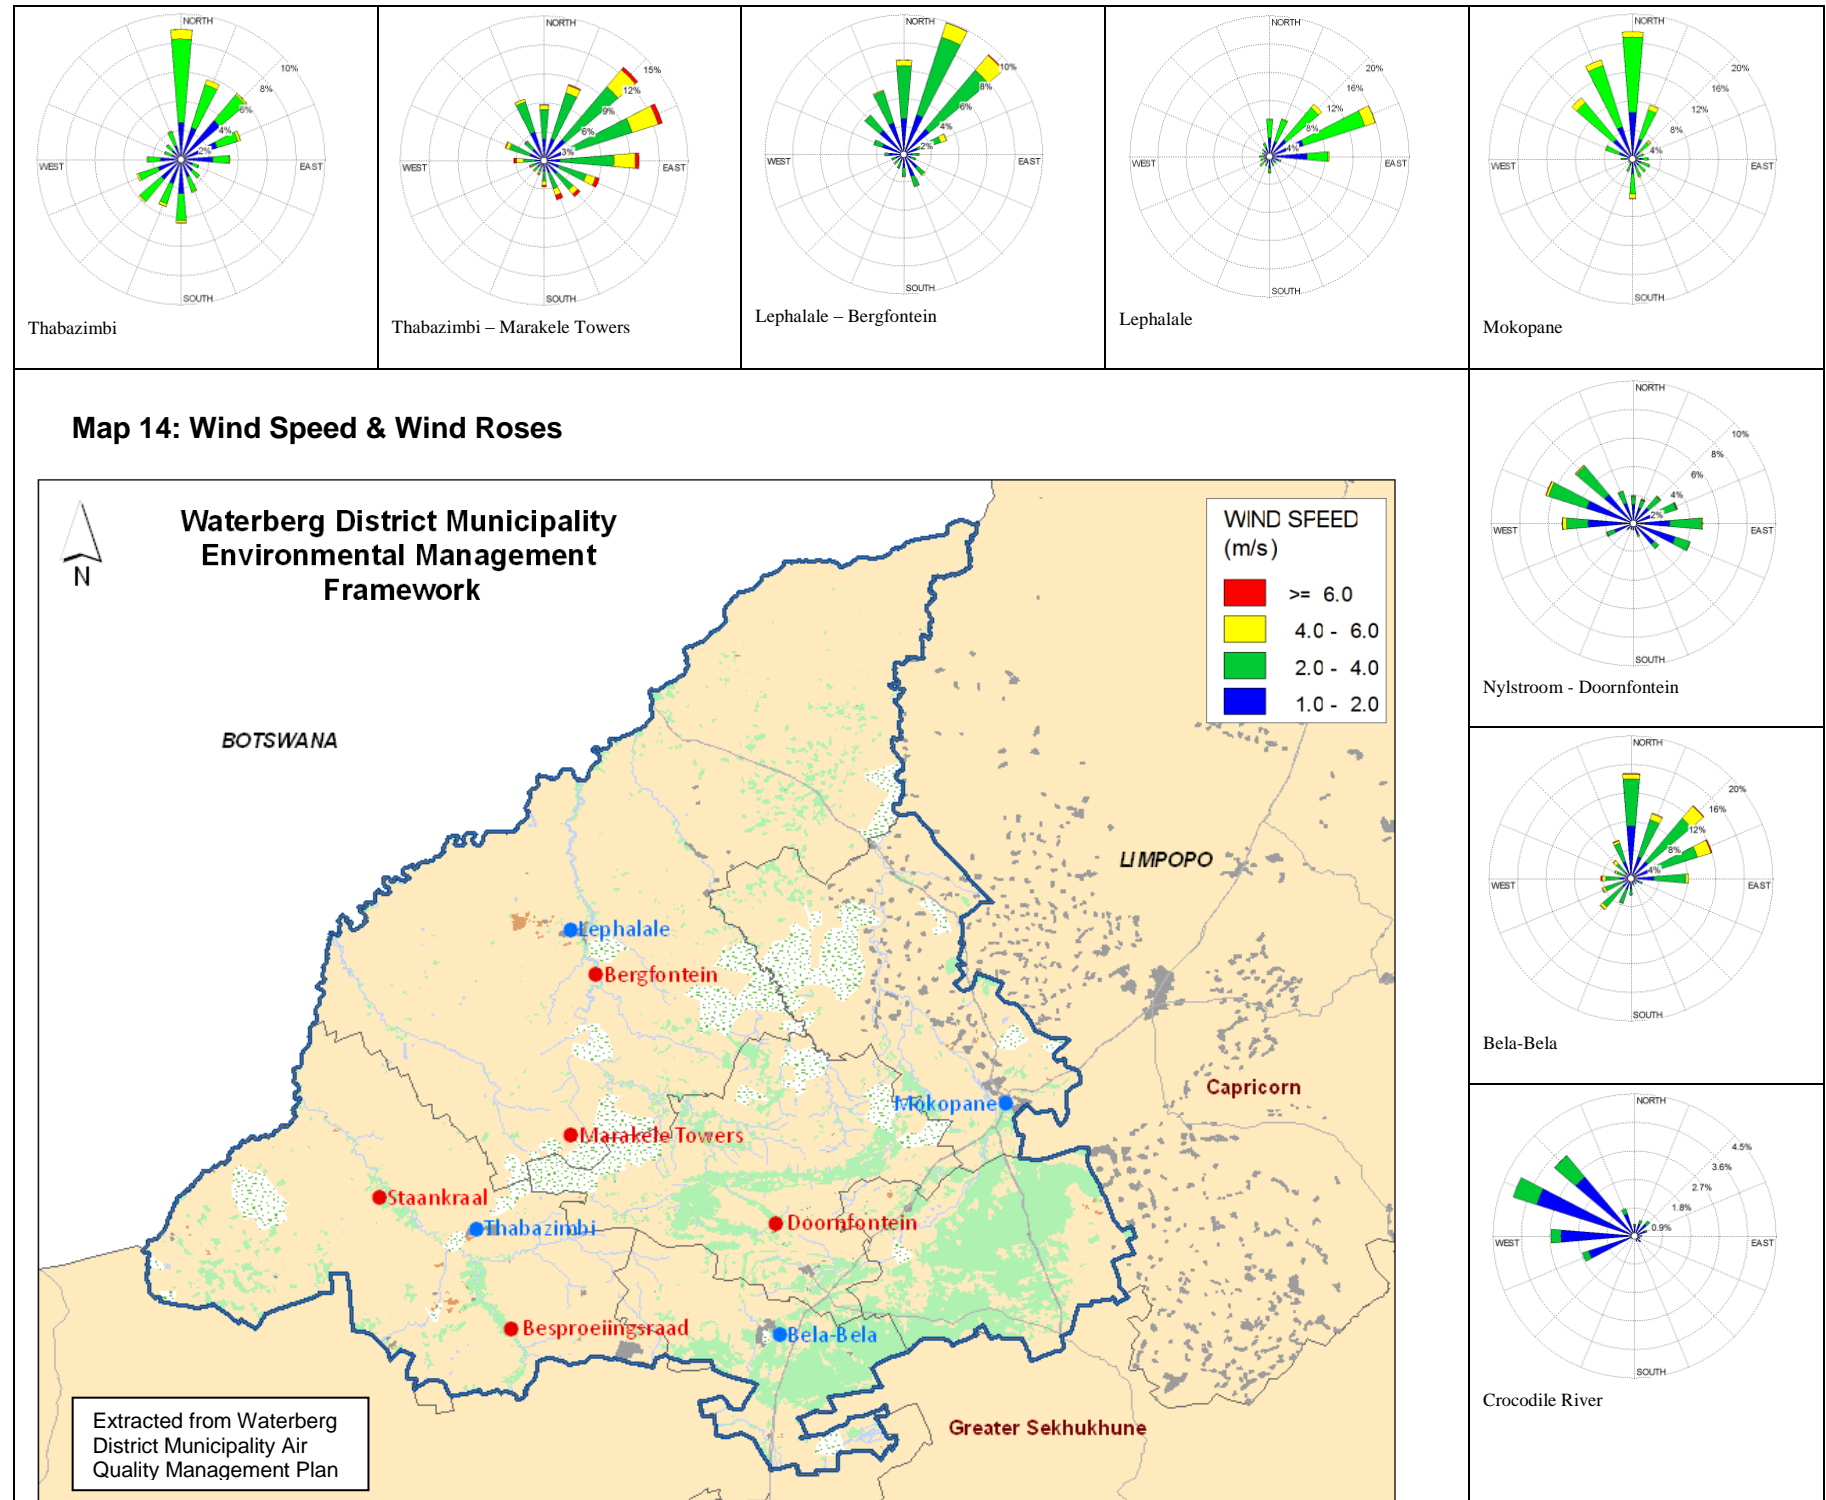 NORTH
10%
8%
6%
4%
2%
WEST
EAST
SOUTH
Thabazimbi
NORTH
15%
12%
9%
6%
3%
WEST
EAST
SOUTH
Thabazimbi – Marakele Towers
NORTH
10%
8%
6%
4%
2%
WEST
EAST
SOUTH
Lephalale – Bergfontein
NORTH
20%
16%
12%
8%
4%
WEST
EAST
SOUTH
Lephalale
NORTH
20%
16%
12%
8%
4%
WEST
EAST
SOUTH
Mokopane
Map 14: Wind Speed & Wind Roses
Waterberg District Municipality
Environmental Management
Framework
N
WIND SPEED
(m/s)
>= 6.0
4.0 - 6.0
2.0 - 4.0
1.0 - 2.0
BOTSWANA
LIMPOPO
Lephalale
Bergfontein
Capricorn
Mokopane
Marakele Towers
Staankraal
Thabazimbi
Doornfontein
Besproeiingsraad
Bela-Bela
Greater Sekhukhune
Extracted from Waterberg
District Municipality Air
Quality Management Plan
NORTH
10%
8%
6%
4%
2%
WEST
EAST
SOUTH
Nylstroom - Doornfontein
NORTH
20%
16%
12%
8%
4%
WEST
EAST
SOUTH
Bela-Bela
NORTH
4.5%
3.6%
2.7%
1.8%
0.9%
WEST
EAST
SOUTH
Crocodile River